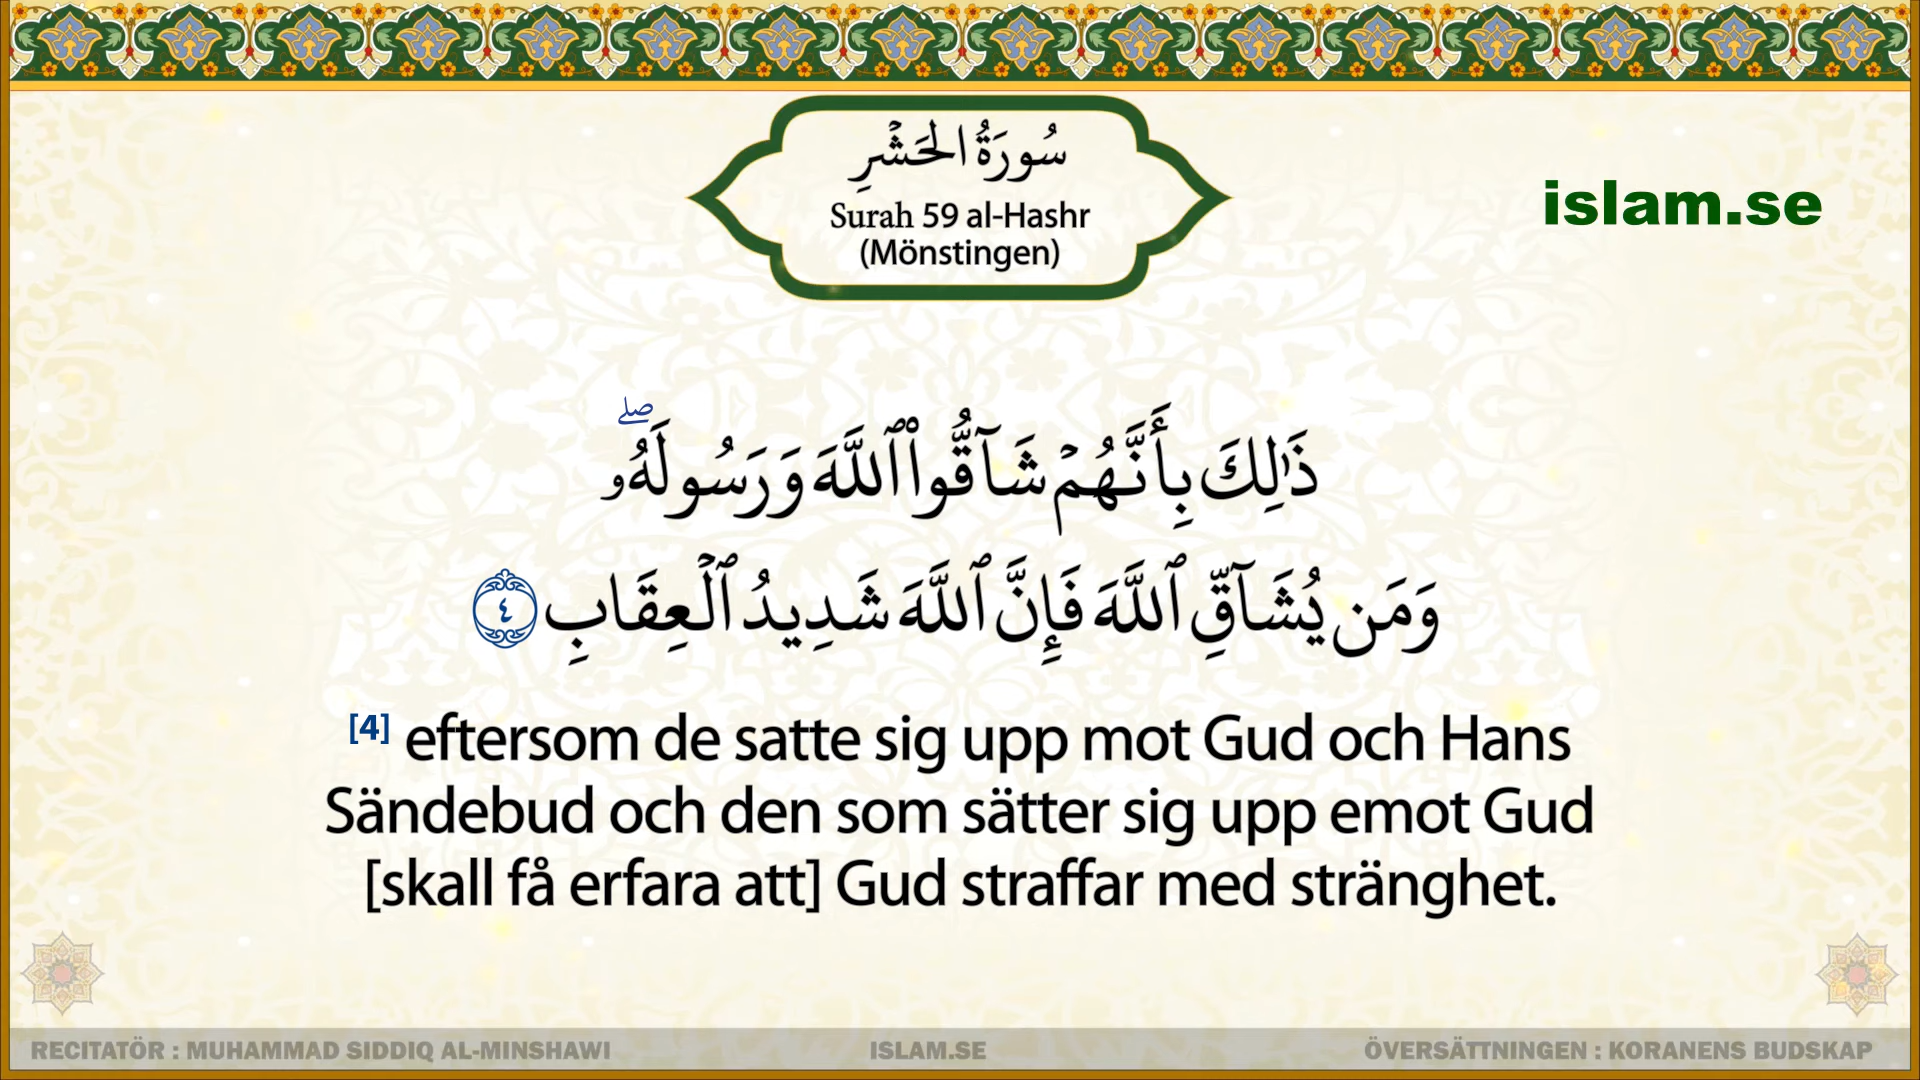 سُورَةُ الحَشْرِ
Surah 59 al-Hashr
(Mönstingen)
islam.se
ذَٰلِكَ بِأَنَّهُمْ شَآقُّوا۟ ٱللَّهَ وَرَسُولَهُۥ ۖ
وَمَن يُشَآقِّ ٱللَّهَ فَإِنَّ ٱللَّهَ شَدِيدُ ٱلْعِقَابِ ٤
[4] eftersom de satte sig upp mot Gud och Hans
Sändebud och den som sätter sig upp emot Gud
[skall få erfara att] Gud straffar med stränghet.
RECITATÖR : MUHAMMAD SIDDIQ AL-MINSHAWI
ISLAM.SE
ÖVERSÄTTNINGEN : KORANENS BUDSKAP